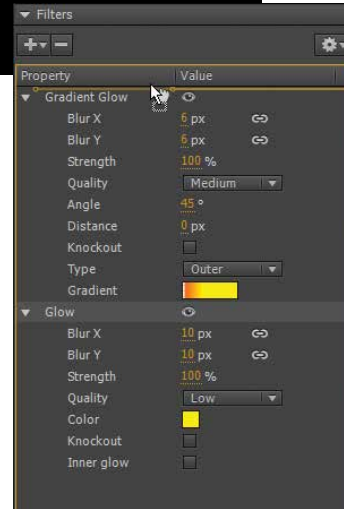 Filters
Property Value
Gradient Glow
Blur X 6 px
Blur Y 6 px
Strength 100 %
Quality Medium
Angle 45 °
Distance 0 px
Knockout
Type Outer
Gradient
Glow
Blur X 10 px
Blur Y 10 px
Strength 100 %
Quality Low
Color
Knockout
Inner glow